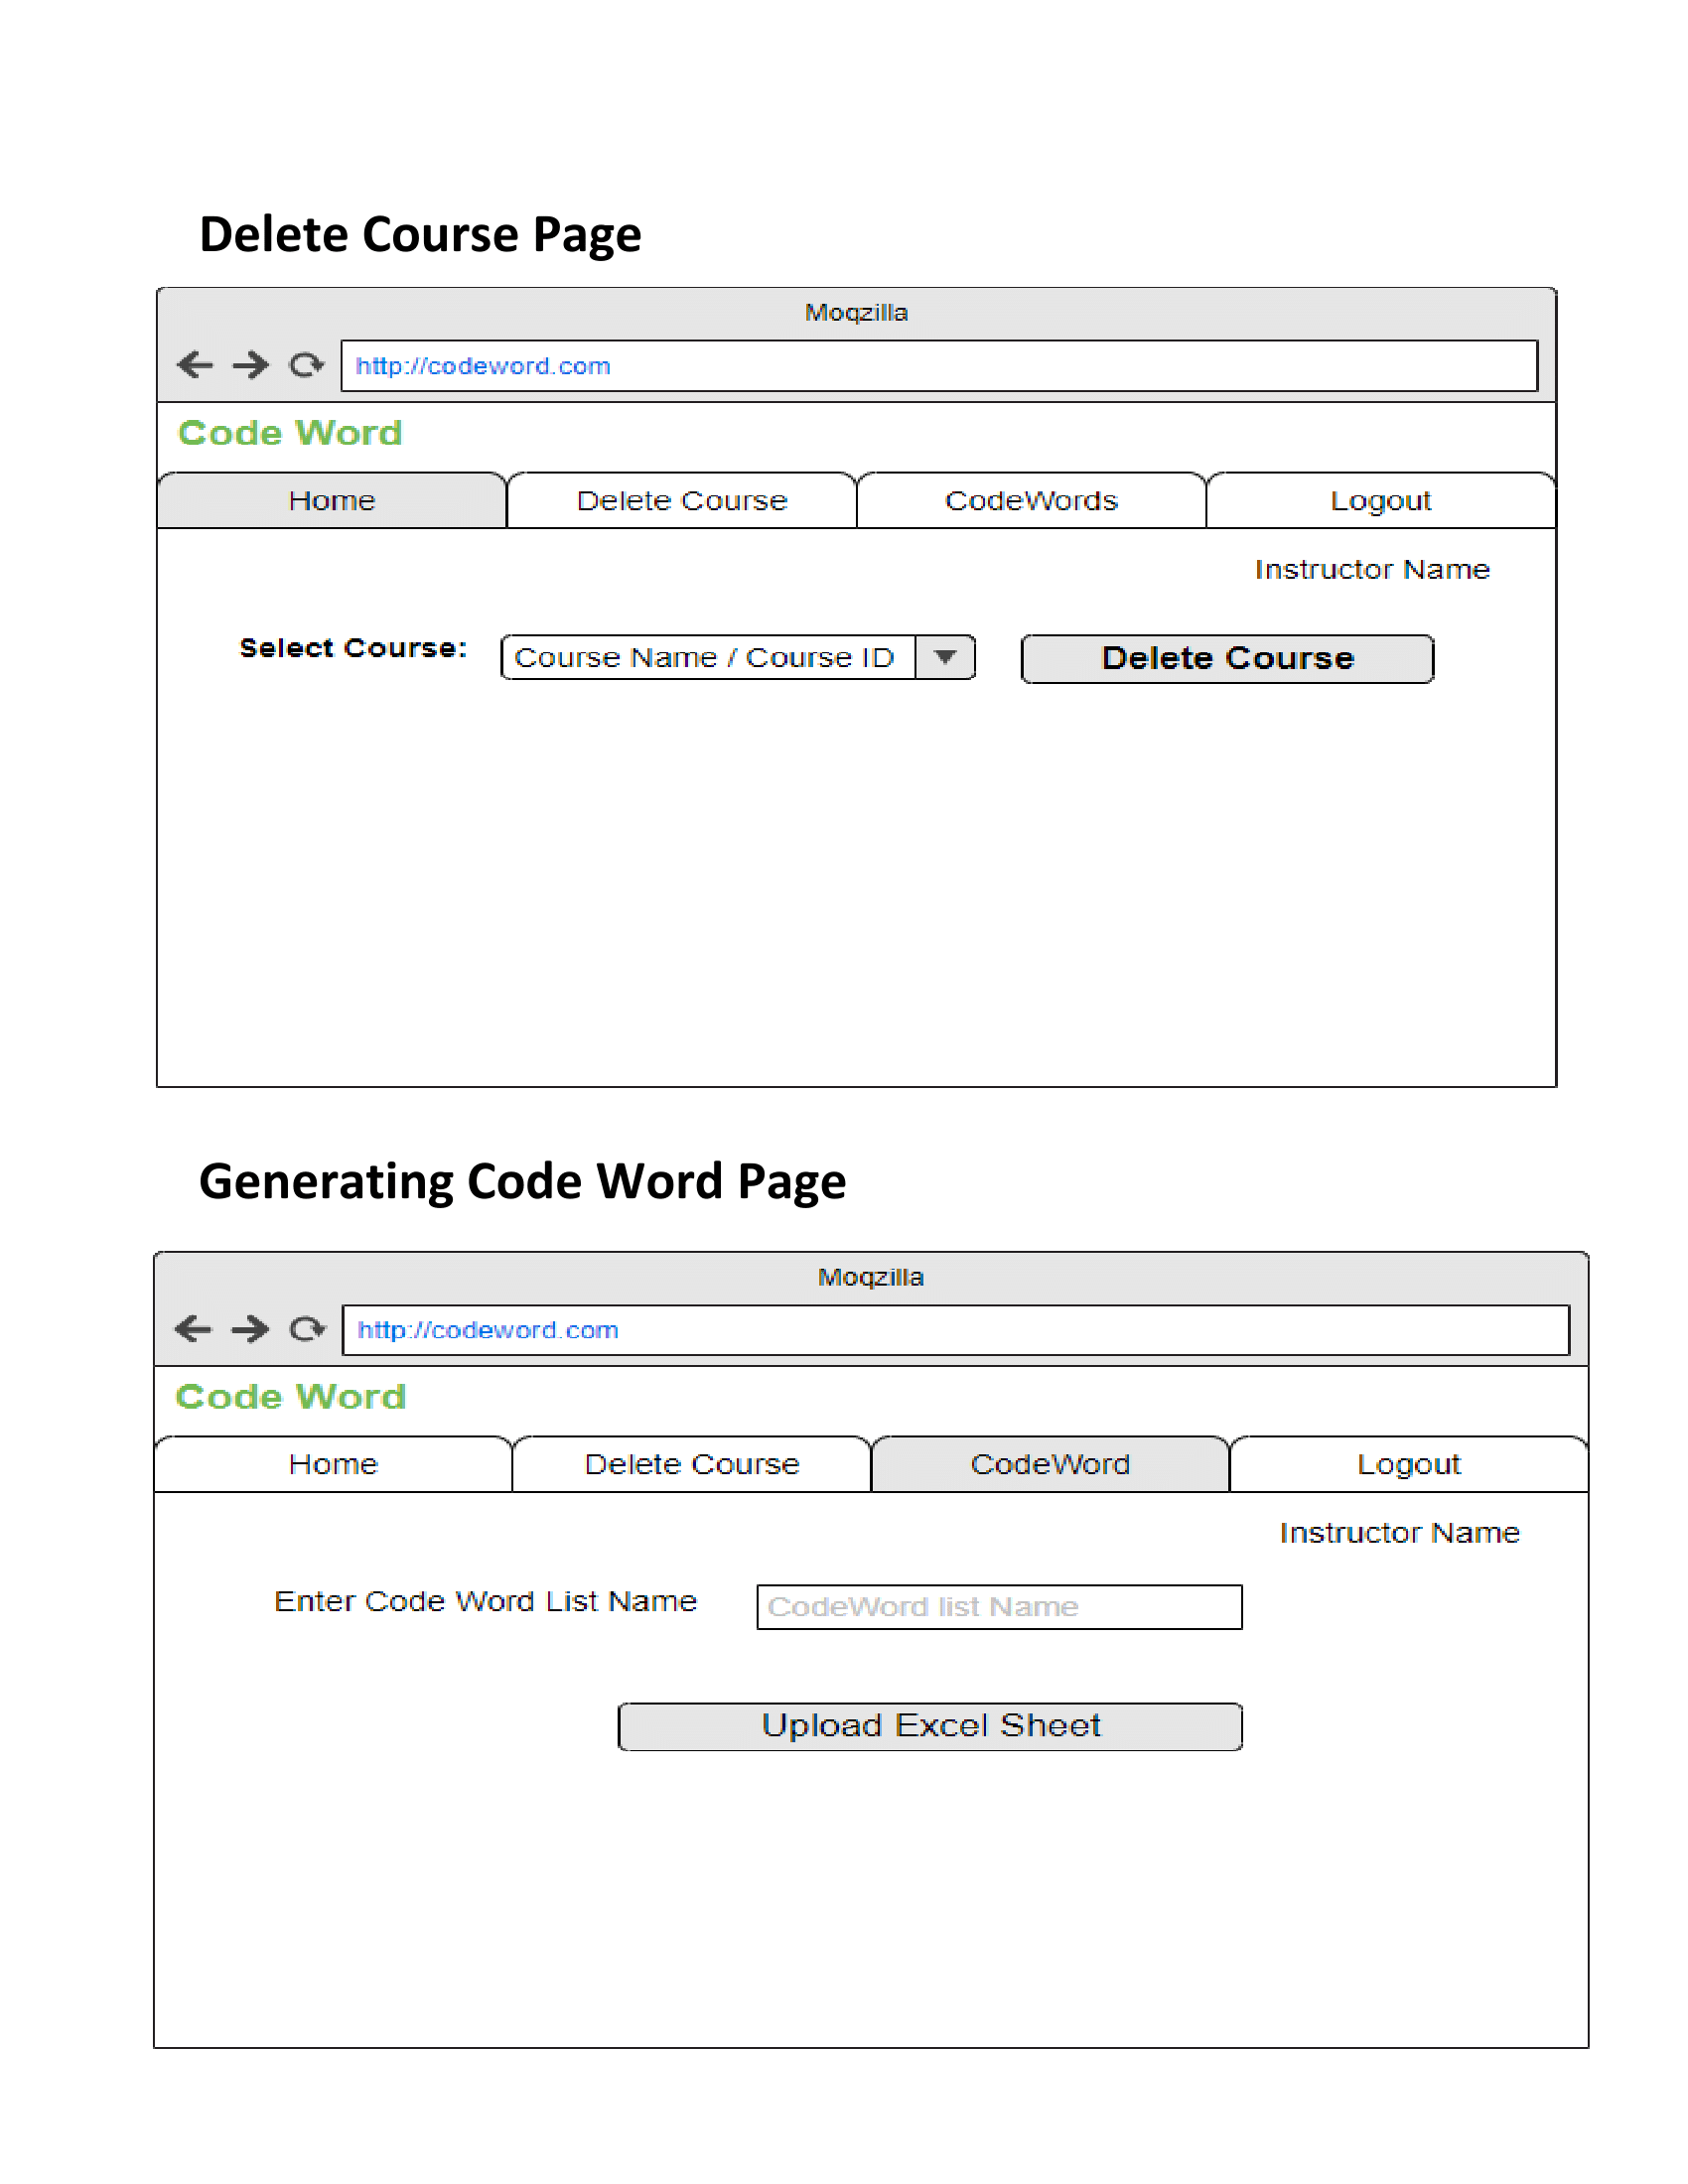 Delete Course Page
Moqzilla
http://codeword.com
Code Word
Home Delete Course CodeWords Logout
Instructor Name
Select Course: Course Name / Course ID Delete Course
Generating Code Word Page
Moqzilla
http://codeword.com
Code Word
Home Delete Course CodeWord Logout
Instructor Name
Enter Code Word List Name CodeWord list Name
Upload Excel Sheet